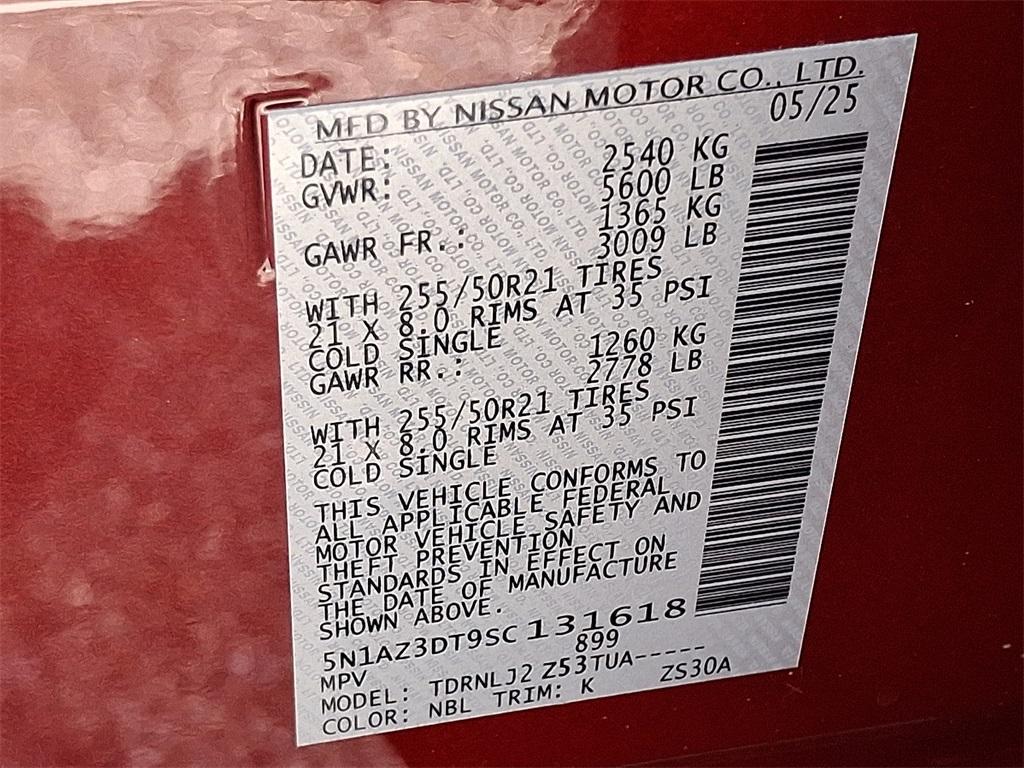 MFD BY NISSAN MOTOR CO., LTD.
DATE: 05/25
GVWR: 2540 KG
5600 LB
GAWR FR.: 1365 KG
3009 LB
WITH 255/50R21 TIRES
21 X 8.0 RIMS AT 35 PSI
COLD SINGLE
GAWR RR.: 1260 KG
2778 LB
WITH 255/50R21 TIRES
21 X 8.0 RIMS AT 35 PSI
COLD SINGLE
THIS VEHICLE CONFORMS TO
ALL APPLICABLE FEDERAL
MOTOR VEHICLE SAFETY AND
THEFT PREVENTION
STANDARDS IN EFFECT ON
THE DATE OF MANUFACTURE
SHOWN ABOVE.
5N1AZ3DT9SC131618
MPV 899
MODEL: TDRNLJ2 Z53TUA-----
COLOR: NBL TRIM: K ZS30A